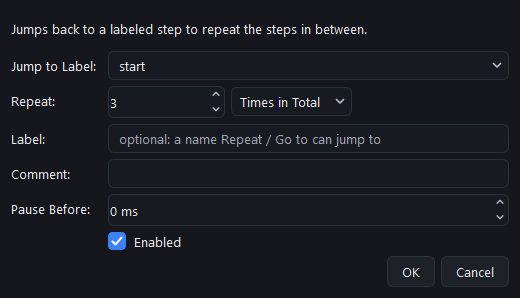 Jumps back to a labeled step to repeat the steps in between.
Jump to Label: start
Repeat: 3 Times in Total
Label: optional: a name Repeat / Go to can jump to
Comment:
Pause Before: 0 ms
Enabled
OK Cancel